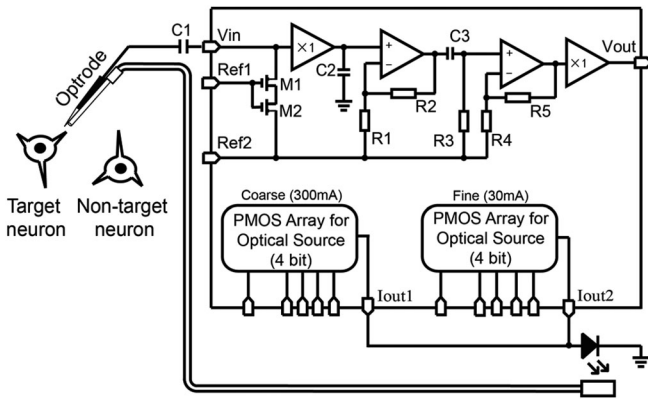 C1
Vin
×1
C2
+
−
R2
R1
C3
R3
+
−
R5
R4
×1
Vout
Ref1
M1
M2
Ref2
Optrode
Target
neuron
Non-target
neuron
Coarse (300mA)
PMOS Array for
Optical Source
(4 bit)
Fine (30mA)
PMOS Array for
Optical Source
(4 bit)
Iout1
Iout2